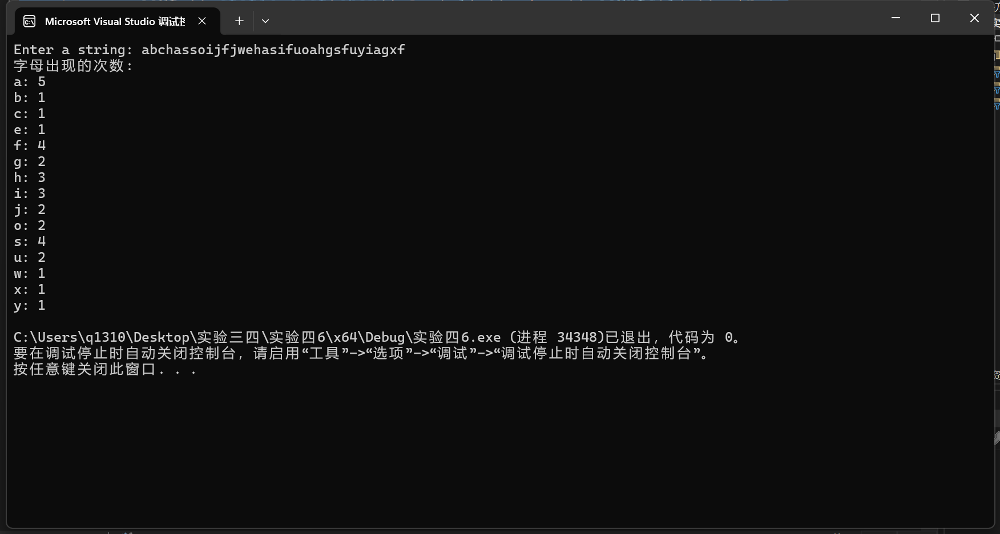 Microsoft Visual Studio 调试
Enter a string: abchassoijfjwehasifuoahgsfuyiagxf
字母出现的次数:
a: 5
b: 1
c: 1
e: 1
f: 4
g: 2
h: 3
i: 3
j: 2
o: 2
s: 4
u: 2
w: 1
x: 1
y: 1
C:\Users\q1310\Desktop\实验三四\实验四6\x64\Debug\实验四6.exe (进程 34348)已退出，代码为 0。
要在调试停止时自动关闭控制台，请启用“工具”->“选项”->“调试”->“调试停止时自动关闭控制台”。
按任意键关闭此窗口. . .